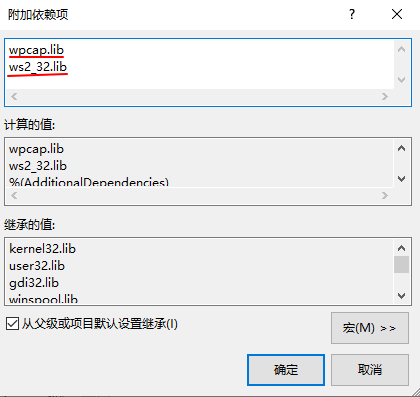 附加依赖项
? ×
wpcap.lib
ws2_32.lib
计算的值:
wpcap.lib
ws2_32.lib
%(AdditionalDependencies)
继承的值:
kernel32.lib
user32.lib
gdi32.lib
winspool.lib
从父级或项目默认设置继承(I)
宏(M) >>
确定
取消